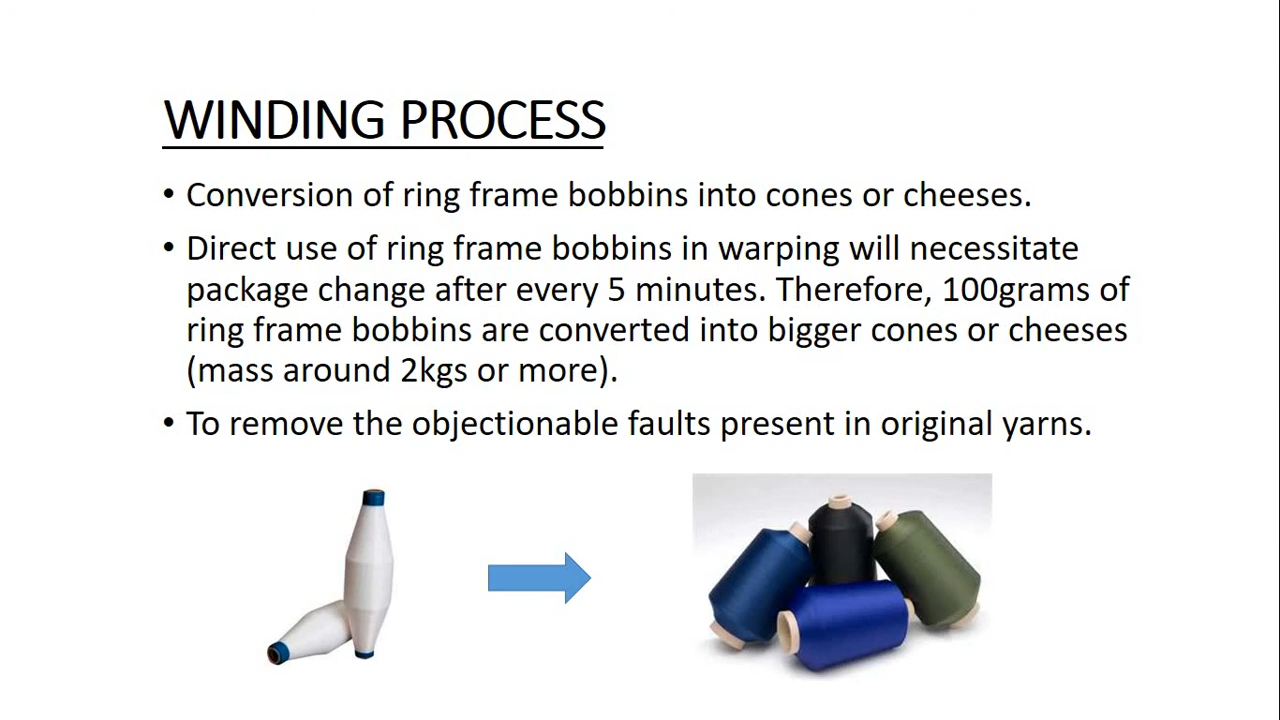 WINDING PROCESS
• Conversion of ring frame bobbins into cones or cheeses.
• Direct use of ring frame bobbins in warping will necessitate
package change after every 5 minutes. Therefore, 100grams of
ring frame bobbins are converted into bigger cones or cheeses
(mass around 2kgs or more).
• To remove the objectionable faults present in original yarns.